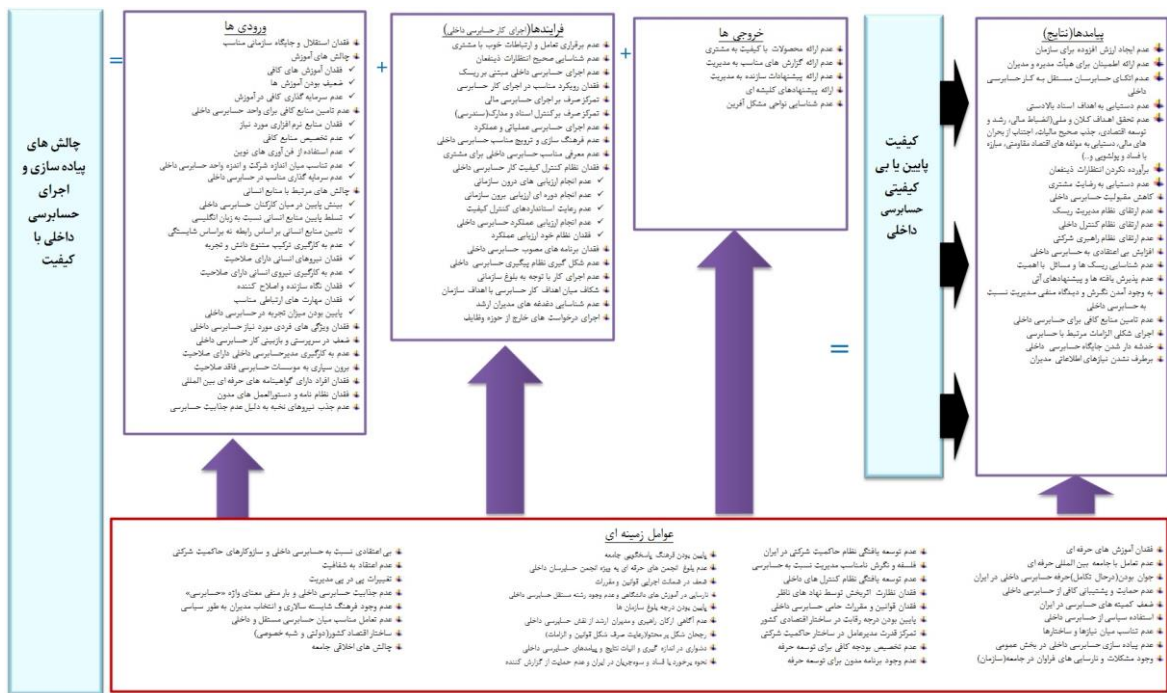 چالش های
پیاده سازی و
اجرای
حسابرسی
داخلی با
کیفیت
=
ورودی ها
فقدان استقلال و جایگاه سازمانی مناسب
چالش های آموزش
فقدان آموزش های کافی
ضعیف بودن آموزش ها
عدم سرمایه گذاری کافی در آموزش
عدم تامین منابع کافی برای واحد حسابرسی داخلی
فقدان منابع نرم افزاری مورد نیاز
عدم تخصیص منابع کافی
عدم استفاده از فن آوری های نوین
عدم تناسب میان اندازه شرکت و اندزه واحد حسابرسی داخلی
عدم سرمایه گذاری مناسب در حسابرسی داخلی
چالش های مرتبط با منابع انسانی
بینش پایین در میان کارکنان حسابرسی داخلی
تسلط پایین منابع انسانی نسبت به زبان انگلیسی
تامین منابع انسانی بر اساس رابطه نه براساس شایستگی
عدم به کارگیری ترکیب متنوع دانش و تجربه
فقدان نیروهای انسانی دارای صلاحیت
عدم به کارگیری نیروی انسانی دارای صلاحیت
فقدان نگاه سازنده و اصلاح کننده
فقدان مهارت های ارتباطی مناسب
پایین بودن میزان تجربه در حسابرسی داخلی
فقدان ویژگی های فردی مورد نیاز حسابرسی داخلی
ضعف در سرپرستی و بازبینی کار حسابرسی داخلی
عدم به کارگیری مدیرحسابرسی داخلی دارای صلاحیت
برون سپاری به موسسات حسابرسی فاقد صلاحیت
فقدان افراد دارای گواهینامه های حرفه ای بین المللی
فقدان نظام نامه و دستورالعمل های مدون
عدم جذب نیروهای نخبه به دلیل عدم جذابیت حسابرسی
+
فرایندها(اجرای کار حسابرسی داخلی)
عدم برقراری تعامل و ارتباطات خوب با مشتری
عدم شناسایی صحیح انتظارات ذینفعان
عدم اجرای حسابرسی داخلی مبتنی بر ریسک
فقدان رویکرد مناسب در اجرای کار حسابرسی
تمرکز صرف بر اجرای حسابرسی مالی
تمرکز صرف بر کنترل اسناد و مدارک(سندرسی)
عدم اجرای حسابرسی عملیاتی و عملکرد
عدم فرهنگ سازی و ترویج مناسب حسابرسی داخلی
عدم معرفی مناسب حسابرسی داخلی برای مشتری
فقدان نظام کنترل کیفیت کار حسابرسی داخلی
عدم انجام ارزیابی های درون سازمانی
عدم انجام دوره ای ارزیابی برون سازمانی
عدم رعایت استانداردهای کنترل کیفیت
عدم انجام ارزیابی عملکرد حسابرسی داخلی
فقدان نظام خود ارزیابی عملکرد
فقدان برنامه های مصوب حسابرسی داخلی
عدم شکل گیری نظام پیگیری حسابرسی داخلی
عدم اجرای کار با توجه به بلوغ سازمانی
شکاف میان اهداف کار حسابرسی با اهداف سازمان
عدم شناسایی دغدغه های مدیران ارشد
اجرای درخواست های خارج از حوزه وظایف
+
خروجی ها
عدم ارائه محصولات با کیفیت به مشتری
عدم ارائه گزارش های مناسب به مدیریت
عدم ارائه پیشنهادات سازنده به مدیریت
ارائه پیشنهادهای کلیشه ای
عدم شناسایی نواحی مشکل آفرین
=
کیفیت
پایین یا بی
کیفیتی
حسابرسی
داخلی
پیامدها(نتایج)
عدم ایجاد ارزش افزوده برای سازمان
عدم ارائه اطمینان برای هیأت مدیره و مدیران
عدم اتکای حسابرسان مستقل به کار حسابرسی
داخلی
عدم دستیابی به اهداف اسناد بالادستی
عدم تحقق اهداف کلان و ملی(انضباط مالی، رشد و
توسعه اقتصادی، جذب صحیح مالیات، اجتناب از بحران
های مالی، دستیابی به مولفه های اقتصاد مقاومتی، مبارزه
با فساد و پولشویی و...)
برآورده نکردن انتظارات ذینفعان
عدم دستیابی به رضایت مشتری
کاهش مقبولیت حسابرسی داخلی
عدم ارتقای نظام مدیریت ریسک
عدم ارتقای نظام کنترل داخلی
عدم ارتقای نظام راهبری شرکتی
افزایش بی اعتقادی به حسابرسی داخلی
عدم شناسایی ریسک ها و مسائل با اهمیت
عدم پذیرش یافته ها و پیشنهادهای آتی
به وجود آمدن نگرش و دیدگاه منفی مدیریت نسبت
به حسابرسی داخلی
عدم تامین منابع کافی برای حسابرسی داخلی
اجرای شکلی الزامات مرتبط با حسابرسی
خدشه دار شدن جایگاه حسابرسی داخلی
برطرف نشدن نیازهای اطلاعاتی مدیران
عوامل زمینه ای
فقدان آموزش های حرفه ای
عدم تعامل با جامعه بین المللی حرفه ای
جوان بودن(درحال تکامل)حرفه حسابرسی داخلی در ایران
عدم حمایت و پشتیبانی کافی از حسابرسی داخلی
ضعف کمیته های حسابرسی در ایران
استفاده سیاسی از حسابرسی داخلی
عدم تناسب میان نیازها و ساختارها
عدم پیاده سازی حسابرسی داخلی در بخش عمومی
وجود مشکلات و نارسایی های فراوان در جامعه(سازمان)
عدم توسعه یافتگی نظام حاکمیت شرکتی در ایران
فلسفه و نگرش نامناسب مدیریت نسبت به حسابرسی
عدم توسعه یافتگی نظام کنترل های داخلی
فقدان نظارت اثربخش توسط نهاد های ناظر
فقدان قوانین و مقررات حامی حسابرسی داخلی
پایین بودن درجه رقابت در ساختار اقتصادی کشور
تمرکز قدرت مدیرعامل در ساختار حاکمیت شرکتی
عدم تخصیص بودجه کافی برای توسعه حرفه
عدم وجود برنامه مدون برای توسعه حرفه
پایین بودن فرهنگ پاسخگویی جامعه
عدم بلوغ انجمن های حرفه ای به ویژه انجمن حسابرسان داخلی
ضعف در ضمانت اجرایی قوانین و مقررات
نارسایی در آموزش های دانشگاهی و عدم وجود رشته مستقل حسابرسی داخلی
پایین بودن درجه بلوغ سازمان ها
عدم آگاهی ارکان راهبری و مدیران ارشد از نقش حسابرسی داخلی
رجحان شکل بر محتوا(رعایت صرف شکل قوانین و الزامات)
دشواری در اندازه گیری و اثبات نتایج و پیامدهای حسابرسی داخلی
نحوه برخورد با فساد و سوءجریان در ایران و عدم حمایت از گزارش کننده
بی اعتقادی نسبت به حسابرسی داخلی و سازوکارهای حاکمیت شرکتی
عدم اعتقاد به شفافیت
تغییرات پی در پی مدیریت
عدم جذابیت حسابرسی داخلی و بار منفی معنای واژه «حسابرسی»
عدم وجود فرهنگ شایسته سالاری و انتخاب مدیران به طور سیاسی
عدم تعامل مناسب میان حسابرسی مستقل و داخلی
ساختار اقتصاد کشور(دولتی و شبه خصوصی)
چالش های اخلاقی جامعه